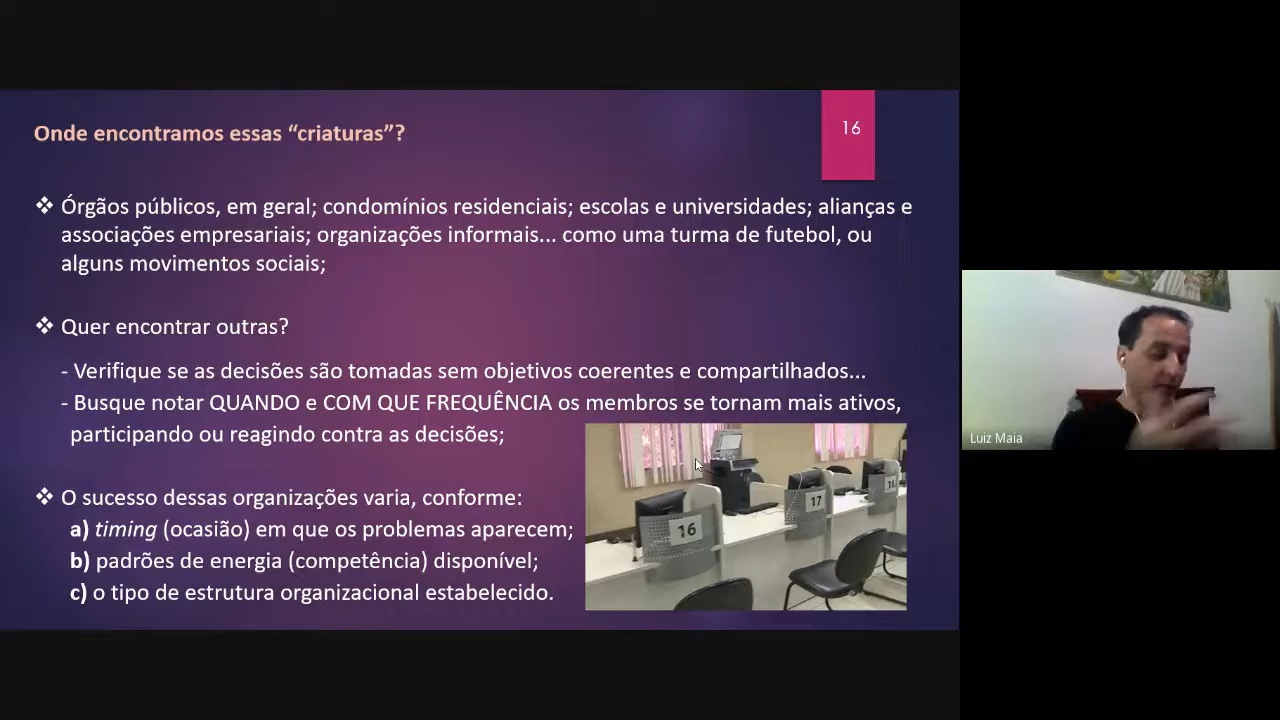 Onde encontramos essas “criaturas”?
16
❖ Órgãos públicos, em geral; condomínios residenciais; escolas e universidades; alianças e
associações empresariais; organizações informais... como uma turma de futebol, ou
alguns movimentos sociais;
❖ Quer encontrar outras?
- Verifique se as decisões são tomadas sem objetivos coerentes e compartilhados...
- Busque notar QUANDO e COM QUE FREQUÊNCIA os membros se tornam mais ativos,
participando ou reagindo contra as decisões;
❖ O sucesso dessas organizações varia, conforme:
a) timing (ocasião) em que os problemas aparecem;
b) padrões de energia (competência) disponível;
c) o tipo de estrutura organizacional estabelecido.
16
17
18
Luiz Maia